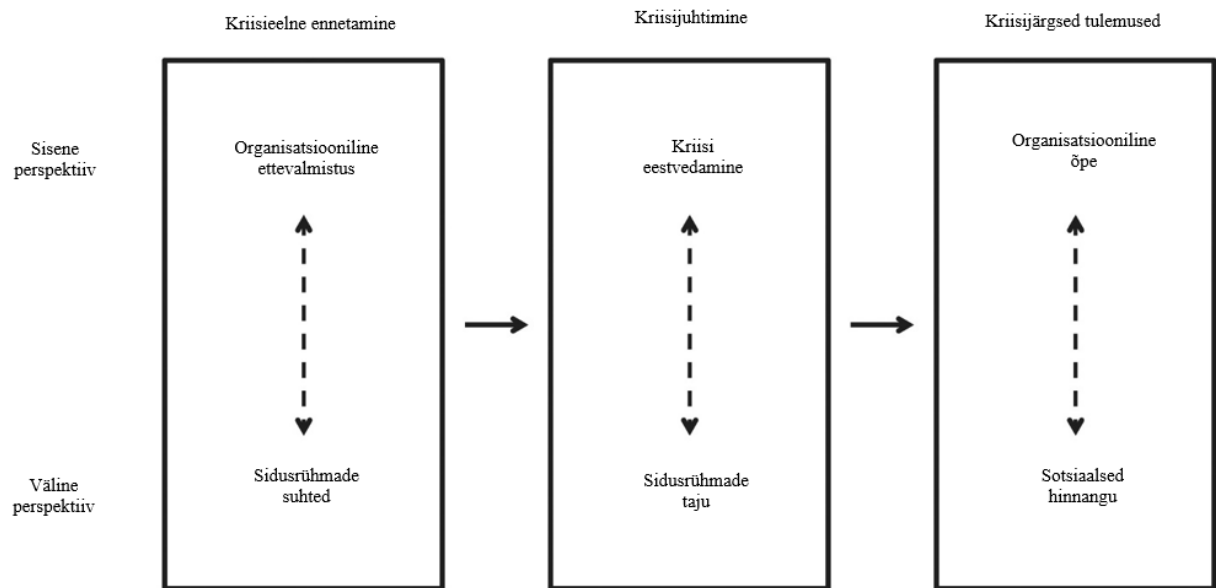 Kriisieelne ennetamine
Kriisijuhtimine
Kriisijärgsed tulemused
Sisene
perspektiiv
Organisatsiooniline
ettevalmistus
Kriisi
eestvedamine
Organisatsiooniline
õpe
Väline
perspektiiv
Sidusrühmade
suhted
Sidusrühmade
taju
Sotsiaalsed
hinnangu